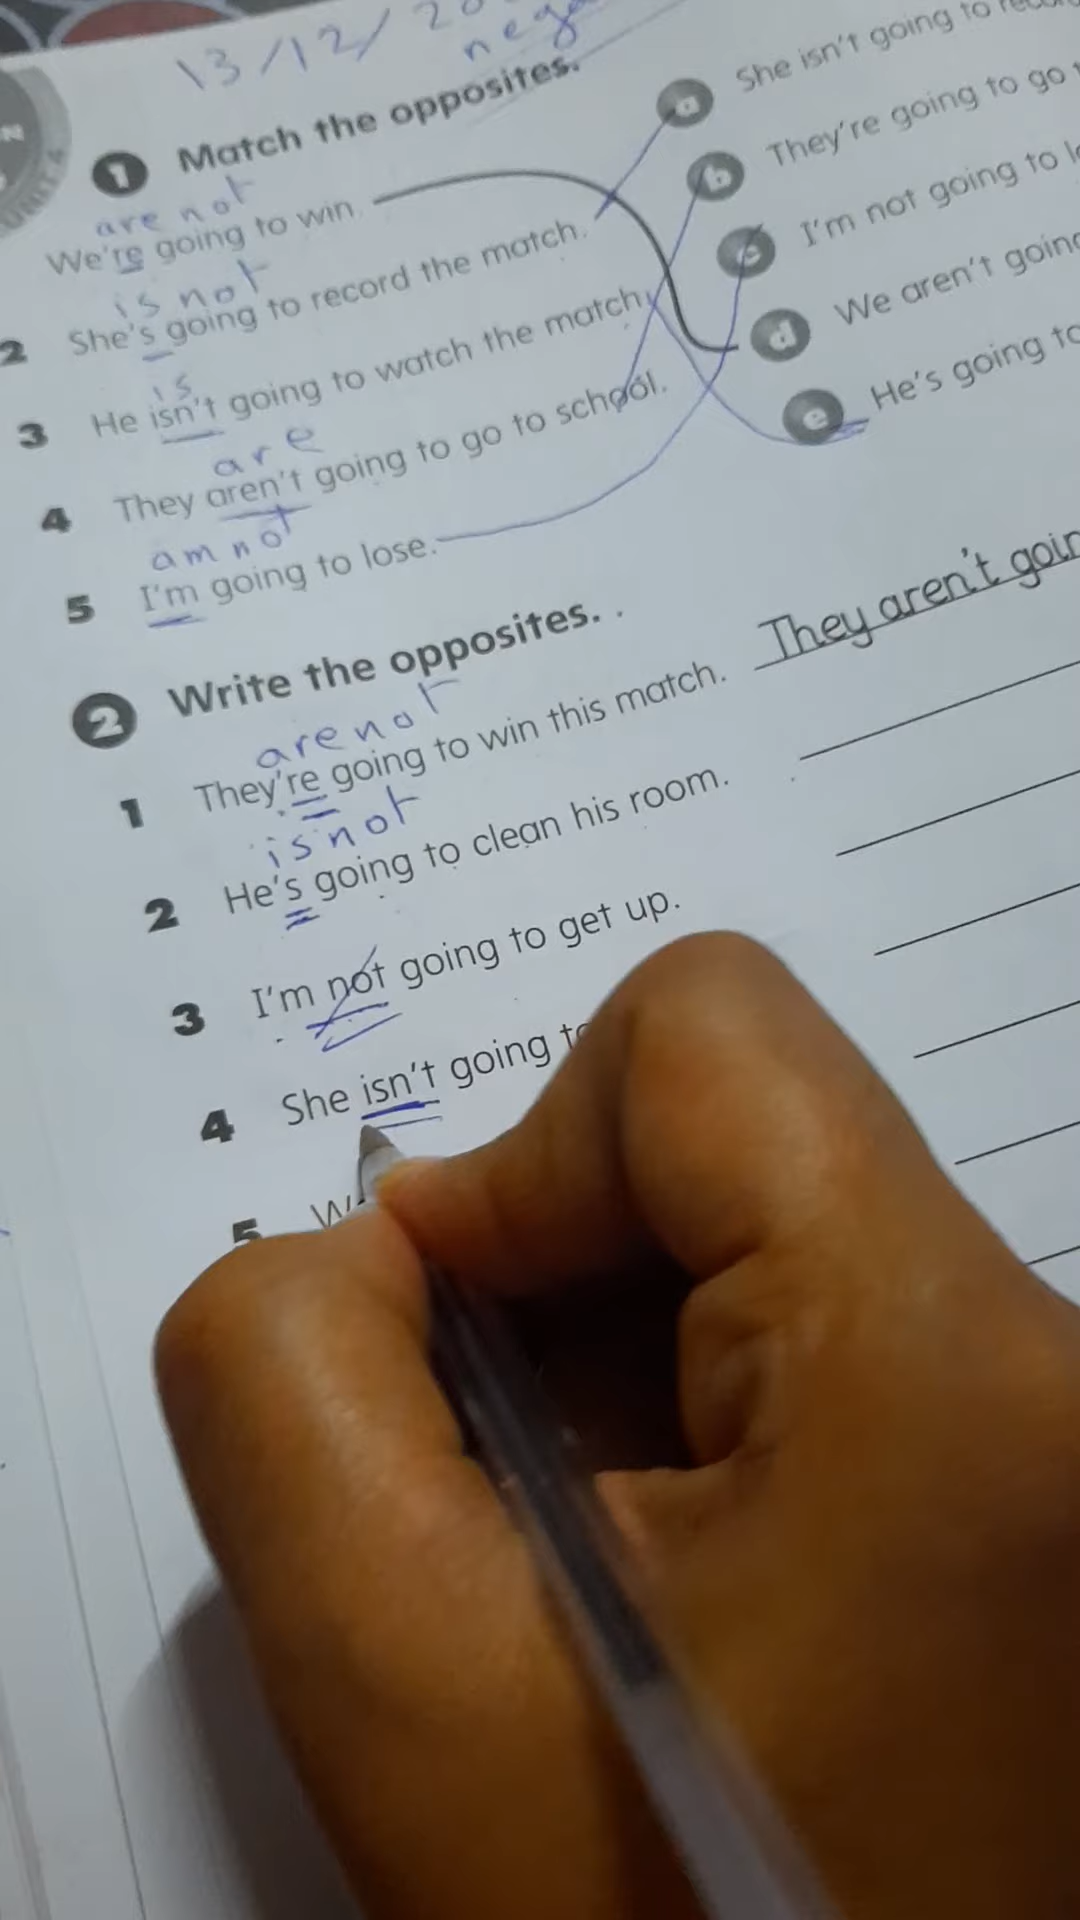 13/12/20
1 Match the opposites.
are not
We're going to win
is not
2 She's going to record the match.
is
3 He isn't going to watch the match.
are
4 They aren't going to go to school.
am not
5 I'm going to lose.
a She isn't going to
b They're going to go
c I'm not going to
d We aren't going
e He's going to
2 Write the opposites.
are not
1 They're going to win this match. They aren't
is not
2 He's going to clean his room.
3 I'm not going to get up.
4 She isn't going
5